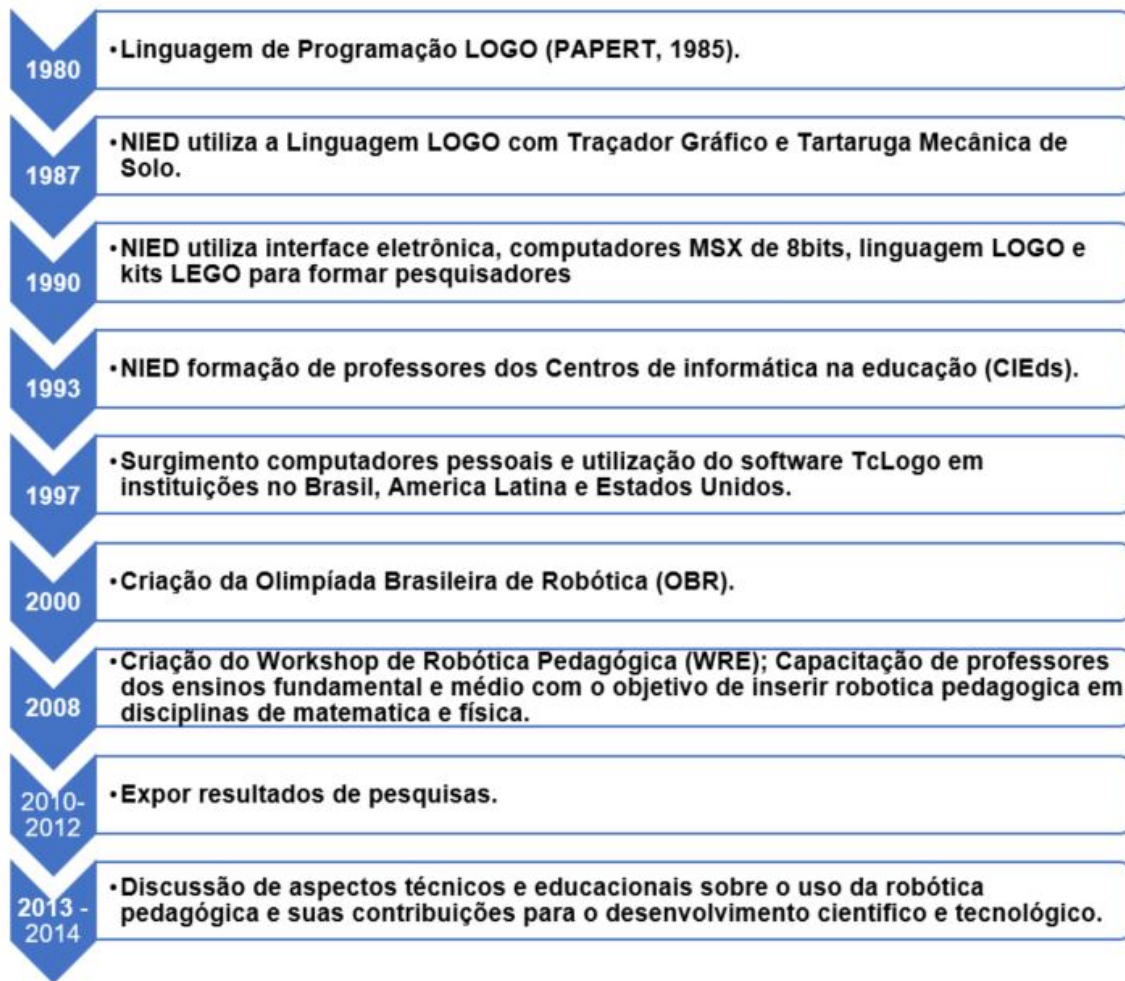 1980
•Linguagem de Programação LOGO (PAPERT, 1985).
1987
•NIED utiliza a Linguagem LOGO com Traçador Gráfico e Tartaruga Mecânica de
Solo.
1990
•NIED utiliza interface eletrônica, computadores MSX de 8bits, linguagem LOGO e
kits LEGO para formar pesquisadores
1993
•NIED formação de professores dos Centros de informática na educação (CIEds).
1997
•Surgimento computadores pessoais e utilização do software TcLogo em
instituições no Brasil, America Latina e Estados Unidos.
2000
•Criação da Olimpíada Brasileira de Robótica (OBR).
2008
•Criação do Workshop de Robótica Pedagógica (WRE); Capacitação de professores
dos ensinos fundamental e médio com o objetivo de inserir robotica pedagogica em
disciplinas de matematica e física.
2010-
2012
•Expor resultados de pesquisas.
2013 -
2014
•Discussão de aspectos técnicos e educacionais sobre o uso da robótica
pedagógica e suas contribuições para o desenvolvimento cientifico e tecnológico.